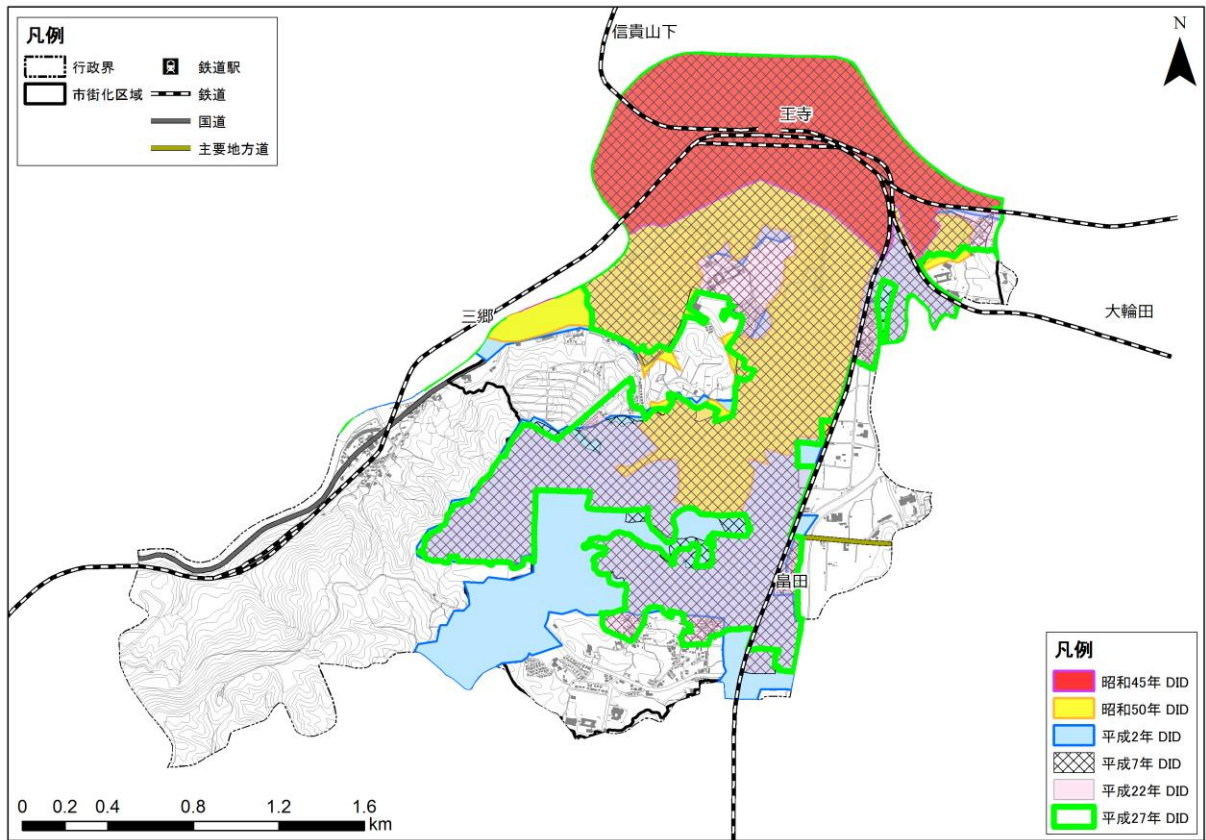 凡例
行政界
鉄道駅
市街化区域
鉄道
国道
主要地方道
信貴山下
N
王寺
三郷
大輪田
畠田
凡例
昭和45年 DID
昭和50年 DID
平成2年 DID
平成7年 DID
平成22年 DID
平成27年 DID
0 0.2 0.4 0.8 1.2 1.6
km